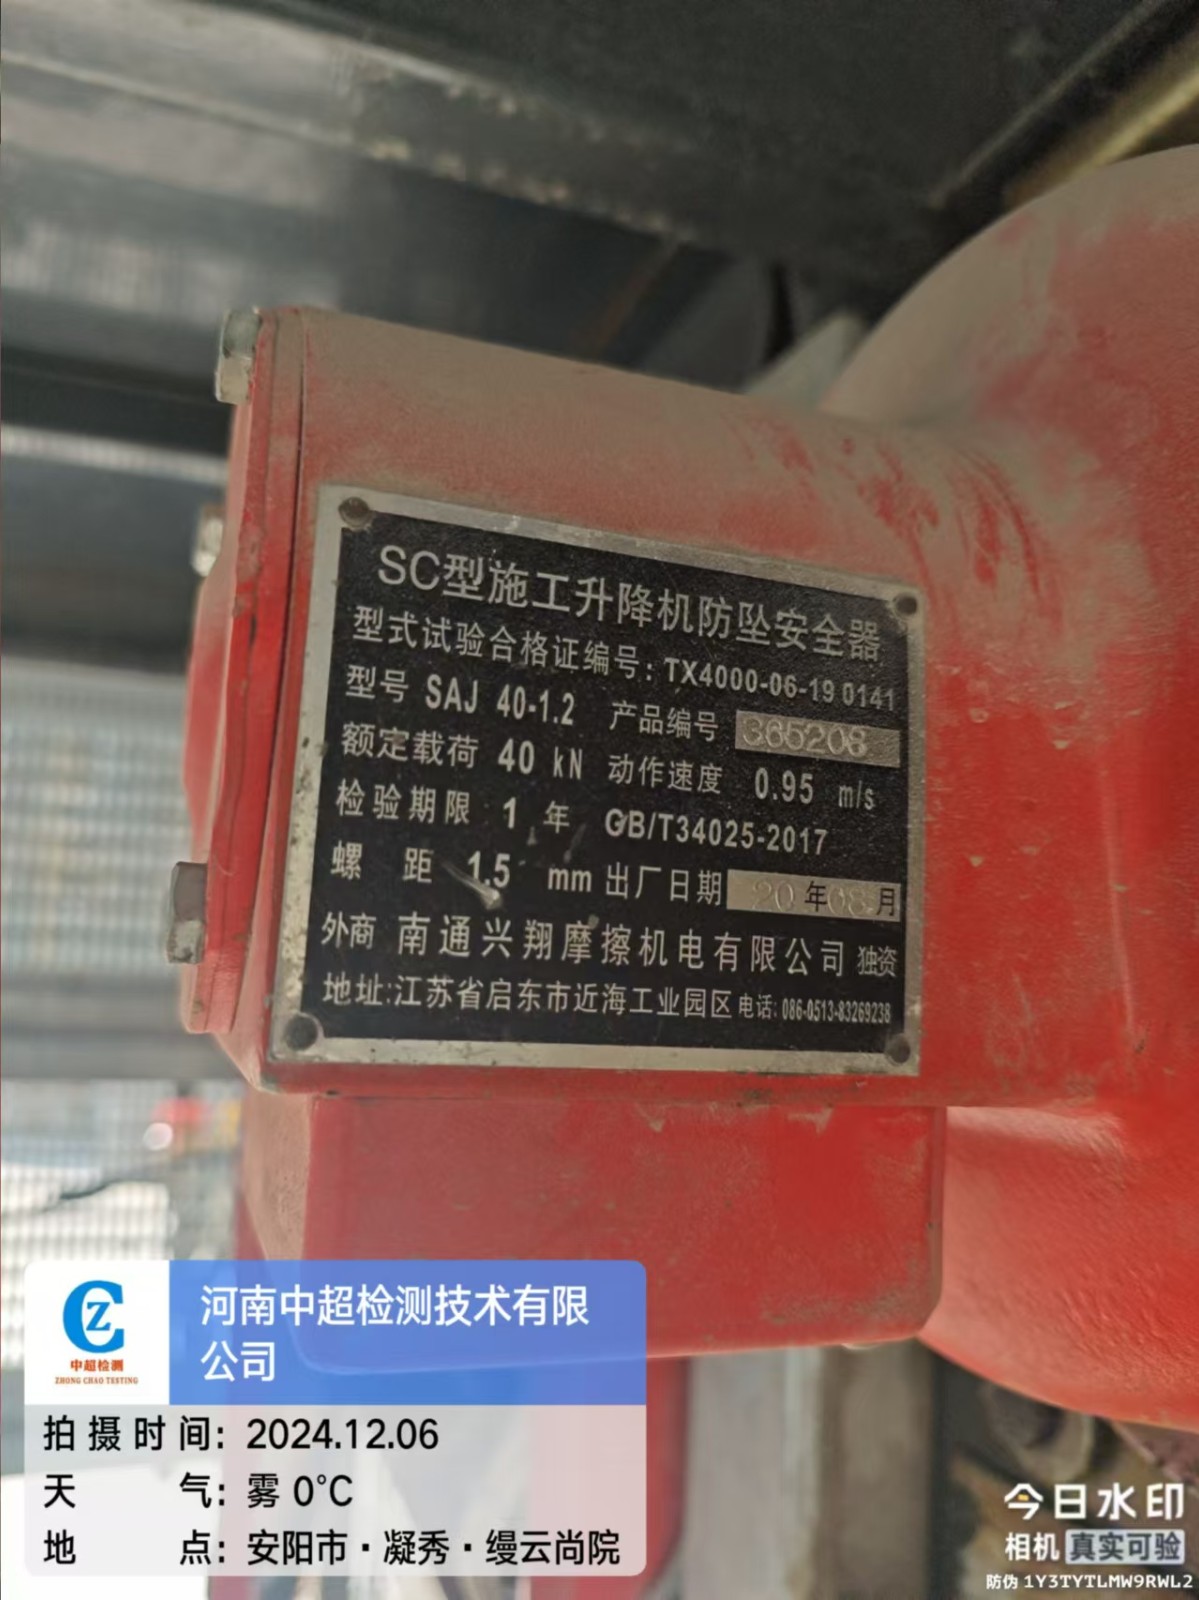 SC型施工升降机防坠安全器
型式试验合格证编号: TX4000-06-19 0141
型号 SAJ 40-1.2 产品编号 365208
额定载荷 40 kN 动作速度 0.95 m/s
检验期限 1 年 GB/T34025-2017
螺距 1.5 mm 出厂日期 20年08月
外商 南通兴翔摩擦机电有限公司 独资
地址:江苏省启东市近海工业园区 电话: 086-0513-83269238
CZ
中超检测
ZHONG CHAO TESTING
河南中超检测技术有限
公司
拍摄时间: 2024.12.06
天气: 雾 0℃
地点: 安阳市·凝秀·缦云尚院
今日水印
相机 真实可验
防伪 1Y3TYTLMW9RWL2